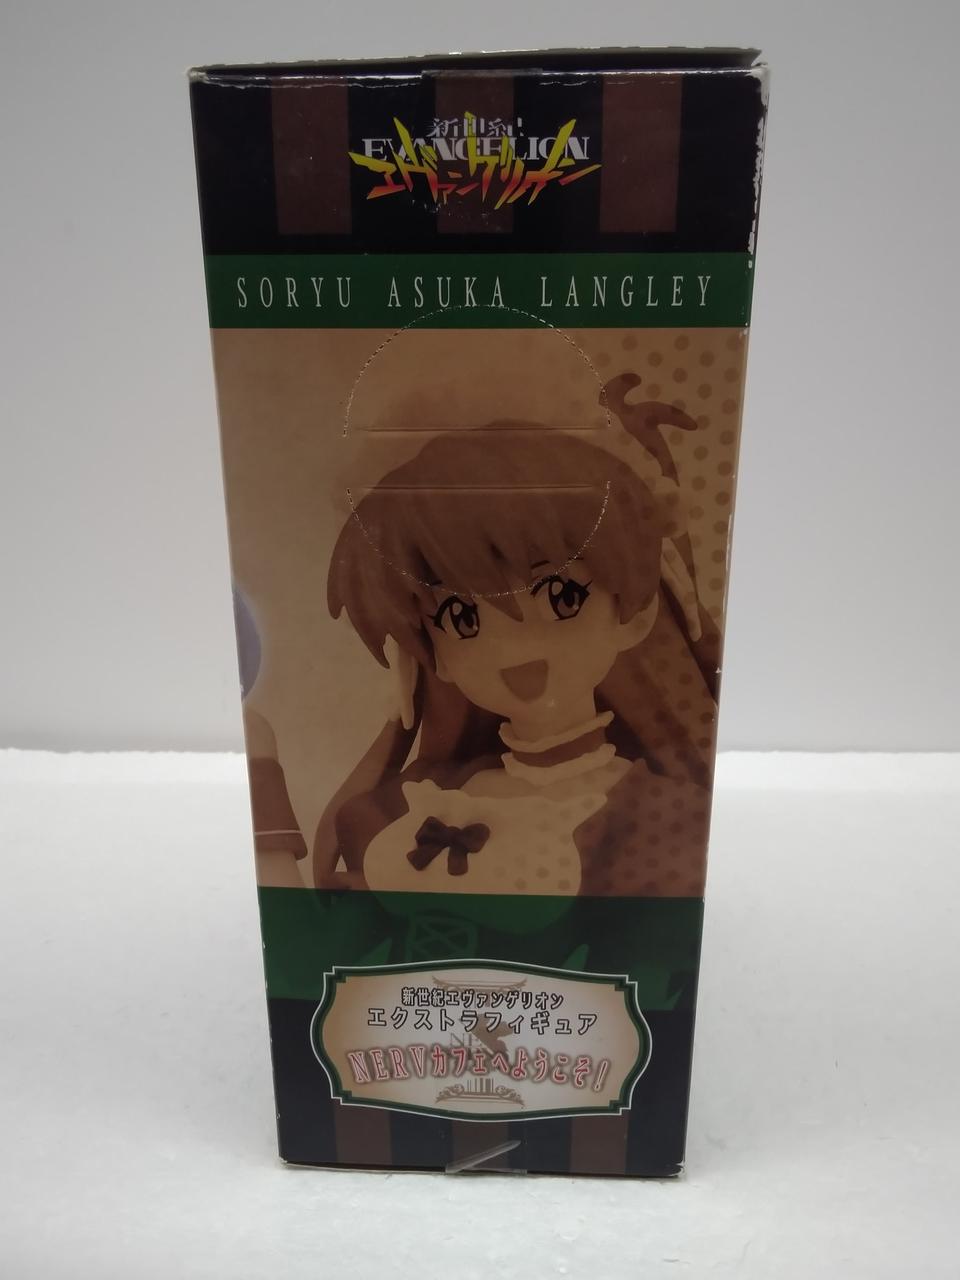 新世紀
EVANGELION
エヴァンゲリオン
SORYU ASUKA LANGLEY
新世紀エヴァンゲリオン
エクストラフィギュア
NERVカフェへようこそ!